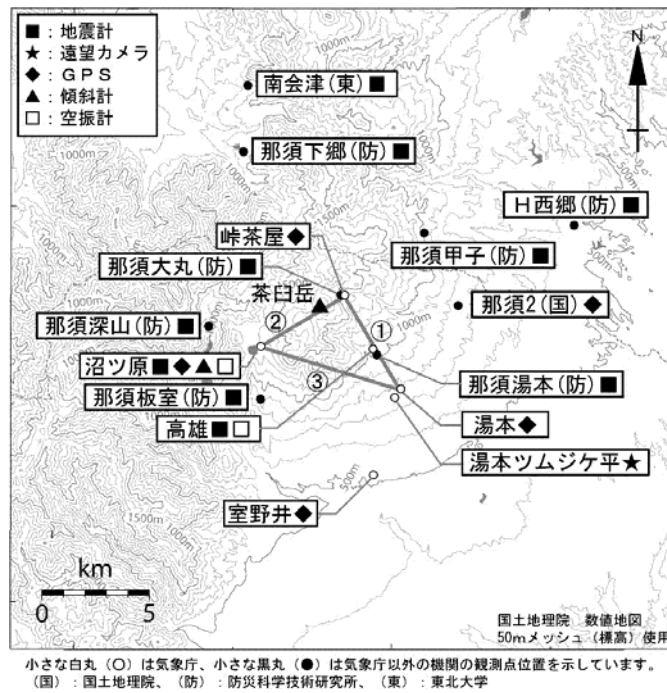 ■：地震計
★：遠望カメラ
◆：ＧＰＳ
▲：傾斜計
□：空振計
N
1000m
南会津(東)■
那須下郷(防)■
1000m
1500m
H西郷(防)■
峠茶屋◆
那須甲子(防)■
那須大丸(防)■
茶臼岳
那須2(国)◆
那須深山(防)■
②
①
1000m
沼ツ原■◆▲□
③
那須湯本(防)■
那須板室(防)■
高雄■□
湯本◆
湯本ツムジケ平★
500m
室野井◆
1500m
1000m
km
0 5
国土地理院　数値地図
50mメッシュ（標高）使用
小さな白丸（○）は気象庁、小さな黒丸（●）は気象庁以外の機関の観測点位置を示しています。
（国）：国土地理院、（防）：防災科学技術研究所、（東）：東北大学